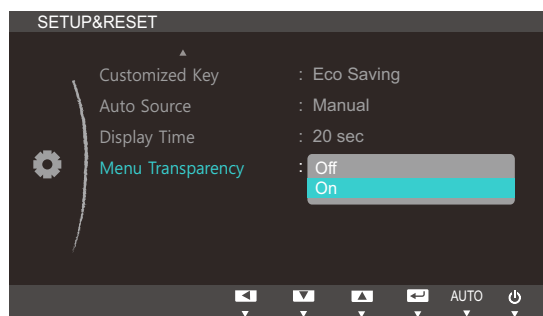 SETUP&RESET
Customized Key : Eco Saving
Auto Source : Manual
Display Time : 20 sec
Menu Transparency : Off
On
AUTO